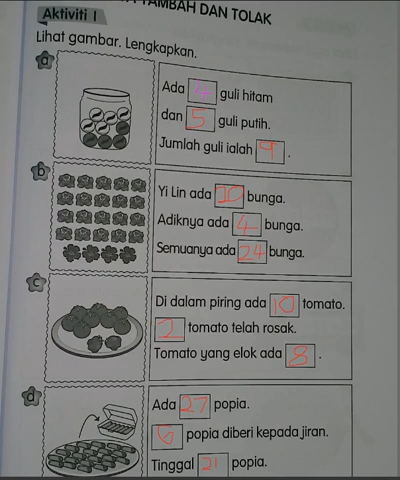 TAMBAH DAN TOLAK
Aktiviti 1
Lihat gambar. Lengkapkan.
a
Ada 4 guli hitam
dan 5 guli putih.
Jumlah guli ialah 9.
b
Yi Lin ada 20 bunga.
Adiknya ada 4 bunga.
Semuanya ada 24 bunga.
c
Di dalam piring ada 10 tomato.
2 tomato telah rosak.
Tomato yang elok ada 8.
d
Ada 27 popia.
6 popia diberi kepada jiran.
Tinggal 21 popia.